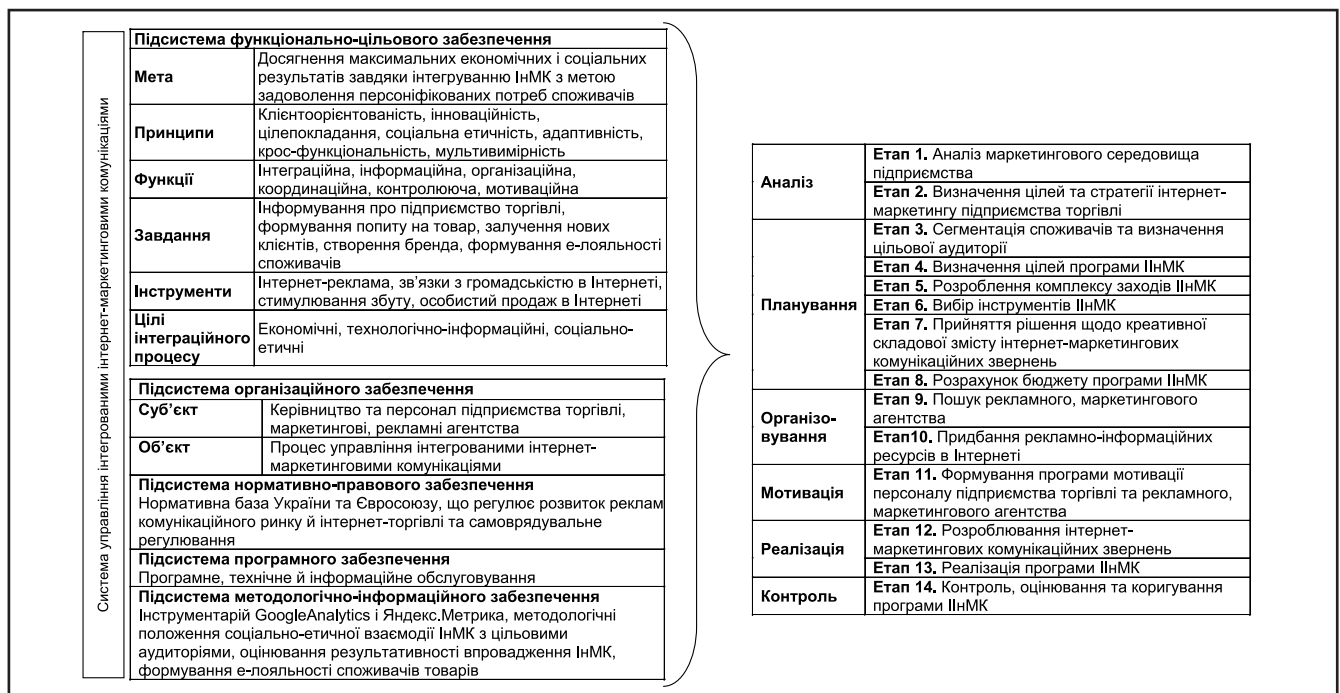 Система управління інтегрованими інтернет-маркетинговими комунікаціями
Підсистема функціонально-цільового забезпечення
Мета
Досягнення максимальних економічних і соціальних
результатів завдяки інтегруванню ІнМК з метою
задоволення персоніфікованих потреб споживачів
Принципи
Клієнтоорієнтованість, інноваційність,
цілепокладання, соціальна етичність, адаптивність,
крос-функціональність, мультивимірність
Функції
Інтеграційна, інформаційна, організаційна,
координаційна, контролююча, мотиваційна
Завдання
Інформування про підприємство торгівлі,
формування попиту на товар, залучення нових
клієнтів, створення бренда, формування е-лояльності
споживачів
Інструменти
Інтернет-реклама, зв’язки з громадськістю в Інтернеті,
стимулювання збуту, особистий продаж в Інтернеті
Цілі
інтеграційного
процесу
Економічні, технологічно-інформаційні, соціально-
етичні
Підсистема організаційного забезпечення
Суб’єкт
Керівництво та персонал підприємства торгівлі,
маркетингові, рекламні агентства
Об’єкт
Процес управління інтегрованими інтернет-
маркетинговими комунікаціями
Підсистема нормативно-правового забезпечення
Нормативна база України та Євросоюзу, що регулює розвиток реклам
комунікаційного ринку й інтернет-торгівлі та самоврядувальне
регулювання
Підсистема програмного забезпечення
Програмне, технічне й інформаційне обслуговування
Підсистема методологічно-інформаційного забезпечення
Інструментарій GoogleAnalytics і Яндекс.Метрика, методологічні
положення соціально-етичної взаємодії ІнМК з цільовими
аудиторіями, оцінювання результативності впровадження ІнМК,
формування е-лояльності споживачів товарів
Аналіз
Етап 1. Аналіз маркетингового середовища
підприємства
Етап 2. Визначення цілей та стратегії інтернет-
маркетингу підприємства торгівлі
Планування
Етап 3. Сегментація споживачів та визначення
цільової аудиторії
Етап 4. Визначення цілей програми ІІнМК
Етап 5. Розроблення комплексу заходів ІІнМК
Етап 6. Вибір інструментів ІІнМК
Етап 7. Прийняття рішення щодо креативної
складової змісту інтернет-маркетингових
комунікаційних звернень
Етап 8. Розрахунок бюджету програми ІІнМК
Організо-
вування
Етап 9. Пошук рекламного, маркетингового
агентства
Етап10. Придбання рекламно-інформаційних
ресурсів в Інтернеті
Мотивація
Етап 11. Формування програми мотивації
персоналу підприємства торгівлі та рекламного,
маркетингового агентства
Реалізація
Етап 12. Розроблювання інтернет-
маркетингових комунікаційних звернень
Етап 13. Реалізація програми ІІнМК
Контроль
Етап 14. Контроль, оцінювання та коригування
програми ІІнМК